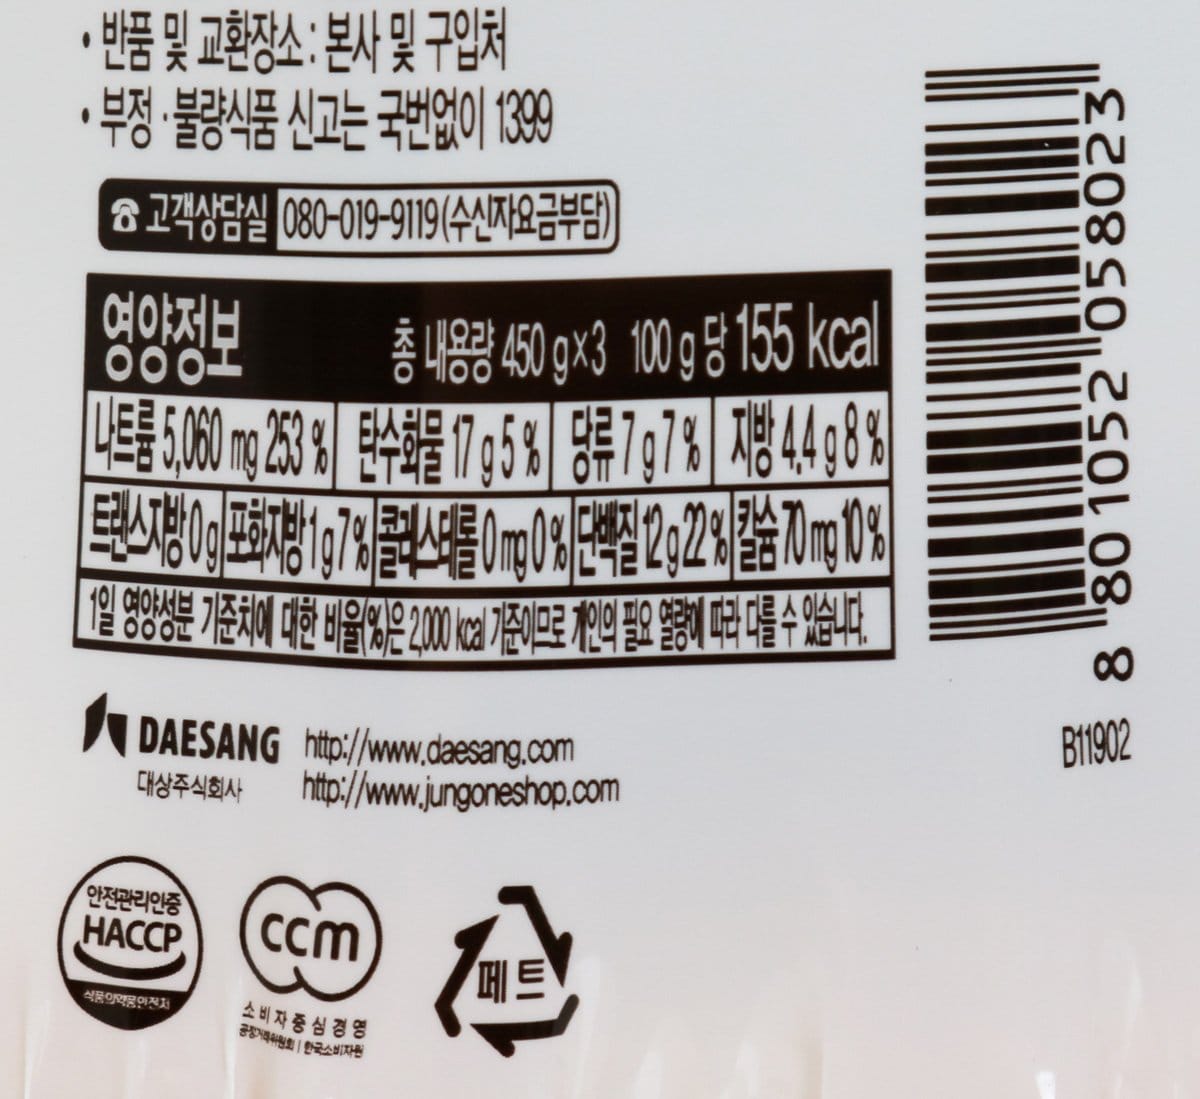 • 반품 및 교환장소: 본사 및 구입처
• 부정·불량식품 신고는 국번없이 1399
☎ 고객상담실 080-019-9119(수신자요금부담)
영양정보 총 내용량 450 g×3 100 g당 155 kcal
나트륨 5,060 mg 253 % 탄수화물 17 g 5 % 당류 7 g 7 % 지방 4.4 g 8 %
트랜스지방 0 g 포화지방 1 g 7 % 콜레스테롤 0 mg 0 % 단백질 12 g 22 % 칼슘 70 mg 10 %
1일 영양성분 기준치에 대한 비율(%)은 2,000 kcal 기준이므로 개인의 필요 열량에 따라 다를 수 있습니다.
8 801052 058023
B11902
DAESANG http://www.daesang.com
대상주식회사 http://www.jungoneshop.com
안전관리인증
HACCP
식품의약품안전처
ccm
소비자중심경영
공정거래위원회 | 한국소비자원
페트